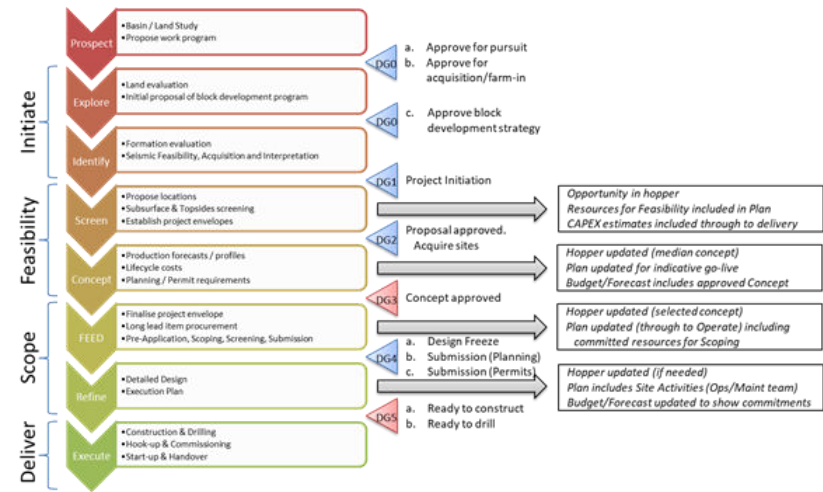 Prospect
•Basin / Land Study
•Propose work program
DG0
a. Approve for pursuit
b. Approve for
acquisition/farm-in
Initiate
Explore
•Land evaluation
•Initial proposal of block development program
DG0
c. Approve block
development strategy
Identify
•Formation evaluation
•Seismic Feasibility, Acquisition and Interpretation
DG1
Project Initiation
Feasibility
Screen
•Propose locations
•Subsurface & Topsides screening
•Establish project envelopes
Opportunity in hopper
Resources for Feasibility included in Plan
CAPEX estimates included through to delivery
DG2
Proposal approved.
Acquire sites
Concept
•Production forecasts / profiles
•Lifecycle costs
•Planning / Permit requirements
Hopper updated (median concept)
Plan updated for indicative go-live
Budget/Forecast includes approved Concept
DG3
Concept approved
Scope
FEED
•Finalise project envelope
•Long lead item procurement
•Pre-Application, Scoping, Screening, Submission
Hopper updated (selected concept)
Plan updated (through to Operate) including
committed resources for Scoping
DG4
a. Design Freeze
b. Submission (Planning)
c. Submission (Permits)
Refine
•Detailed Design
•Execution Plan
Hopper updated (if needed)
Plan includes Site Activities (Ops/Maint team)
Budget/Forecast updated to show commitments
DG5
a. Ready to construct
b. Ready to drill
Deliver
Execute
•Construction & Drilling
•Hook-up & Commissioning
•Start-up & Handover